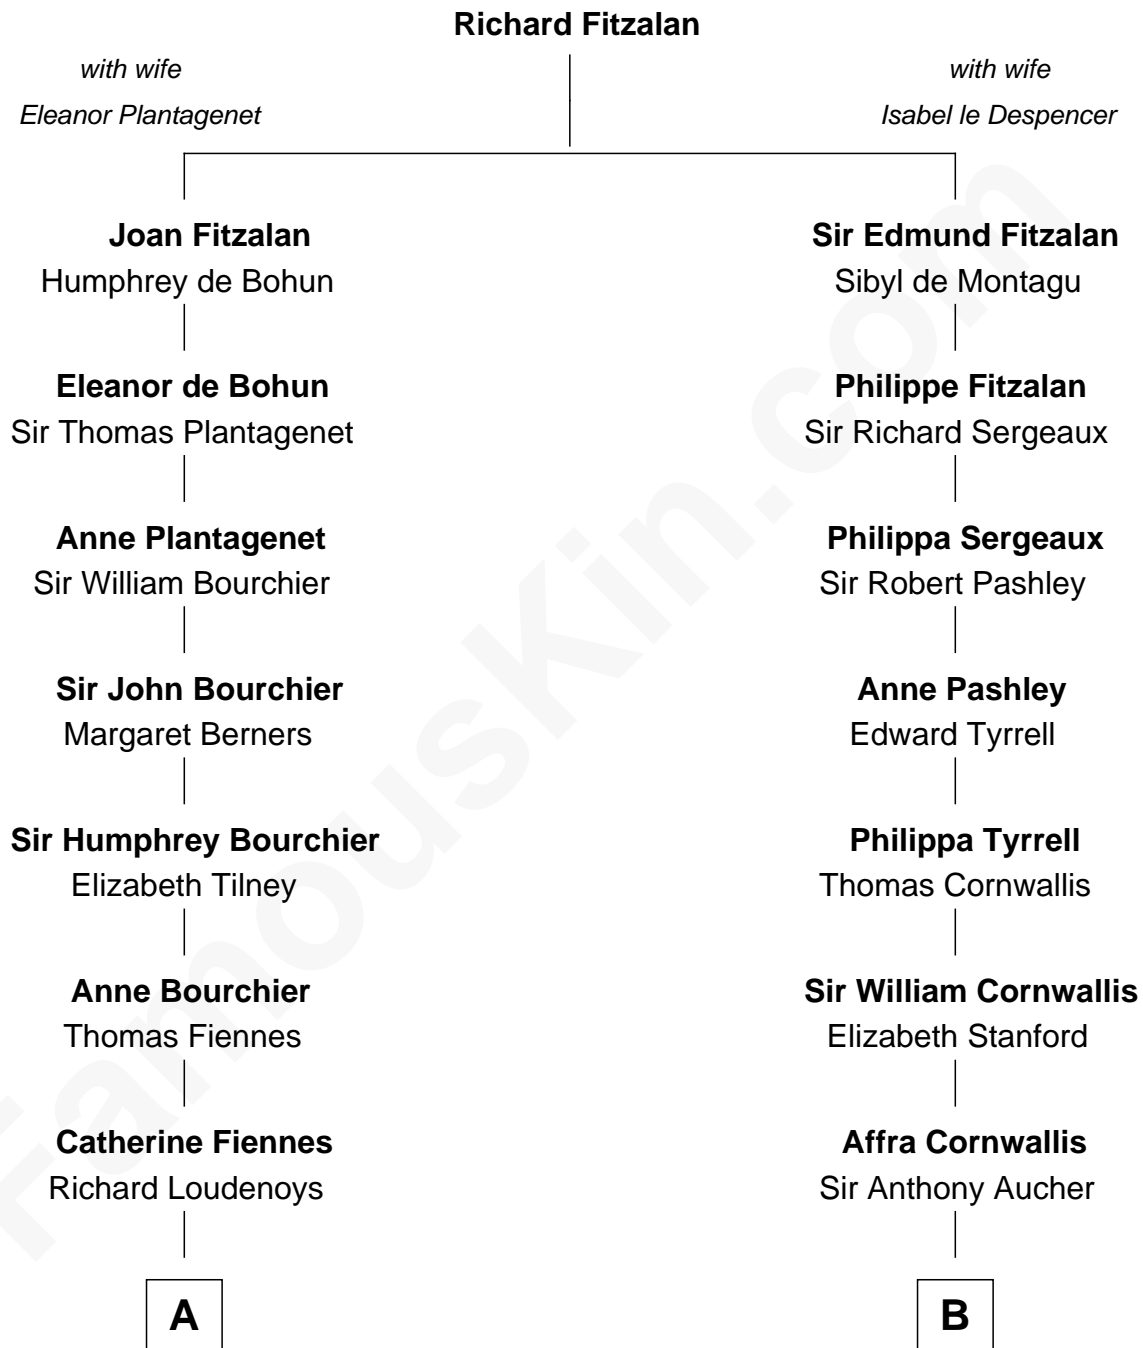 Richard Fitzalan
with wife
Eleanor Plantagenet
with wife
Isabel le Despencer
Joan Fitzalan
Humphrey de Bohun
Sir Edmund Fitzalan
Sibyl de Montagu
Eleanor de Bohun
Sir Thomas Plantagenet
Philippe Fitzalan
Sir Richard Sergeaux
Anne Plantagenet
Sir William Bourchier
Philippa Sergeaux
Sir Robert Pashley
Sir John Bourchier
Margaret Berners
Anne Pashley
Edward Tyrrell
Sir Humphrey Bourchier
Elizabeth Tilney
Philippa Tyrrell
Thomas Cornwallis
Anne Bourchier
Thomas Fiennes
Sir William Cornwallis
Elizabeth Stanford
Catherine Fiennes
Richard Loudenoys
Affra Cornwallis
Sir Anthony Aucher
A
B
FamousKin.com